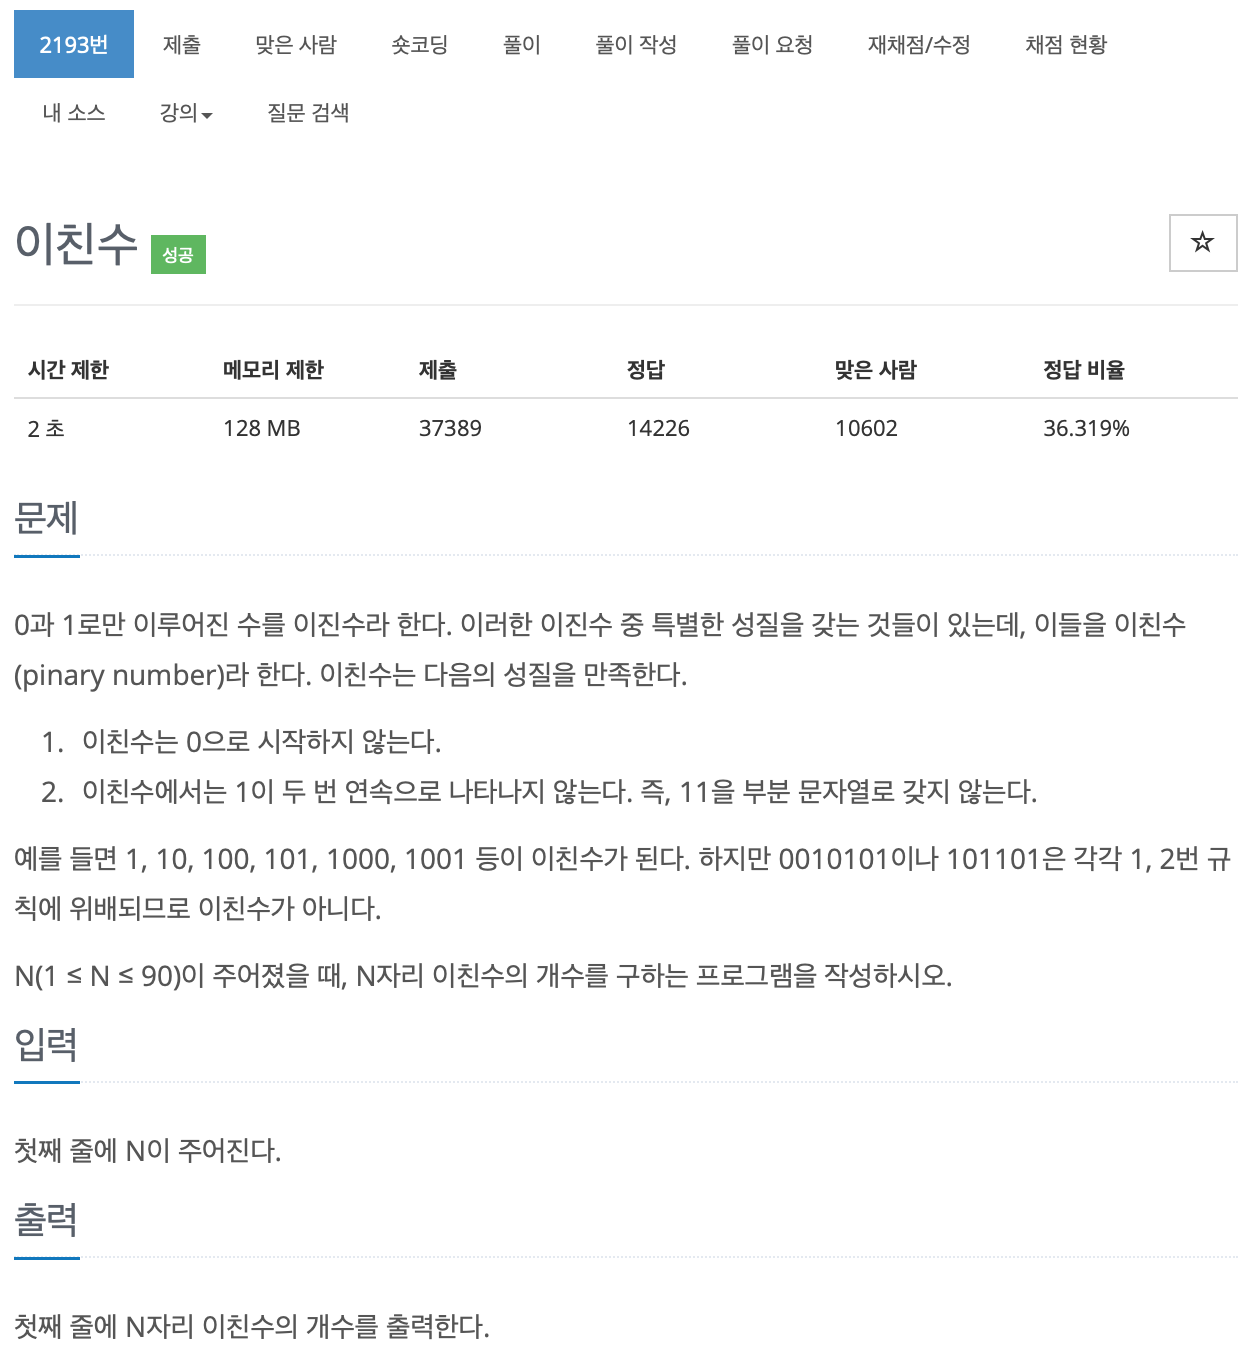 2193번 제출 맞은 사람 숏코딩 풀이 풀이 작성 풀이 요청 재채점/수정 채점 현황
내 소스 강의 질문 검색
이친수 성공
시간 제한 메모리 제한 제출 정답 맞은 사람 정답 비율
2 초 128 MB 37389 14226 10602 36.319%
문제
0과 1로만 이루어진 수를 이진수라 한다. 이러한 이진수 중 특별한 성질을 갖는 것들이 있는데, 이들을 이친수
(pinary number)라 한다. 이친수는 다음의 성질을 만족한다.
1. 이친수는 0으로 시작하지 않는다.
2. 이친수에서는 1이 두 번 연속으로 나타나지 않는다. 즉, 11을 부분 문자열로 갖지 않는다.
예를 들면 1, 10, 100, 101, 1000, 1001 등이 이친수가 된다. 하지만 0010101이나 101101은 각각 1, 2번 규
칙에 위배되므로 이친수가 아니다.
N(1 ≤ N ≤ 90)이 주어졌을 때, N자리 이친수의 개수를 구하는 프로그램을 작성하시오.
입력
첫째 줄에 N이 주어진다.
출력
첫째 줄에 N자리 이친수의 개수를 출력한다.